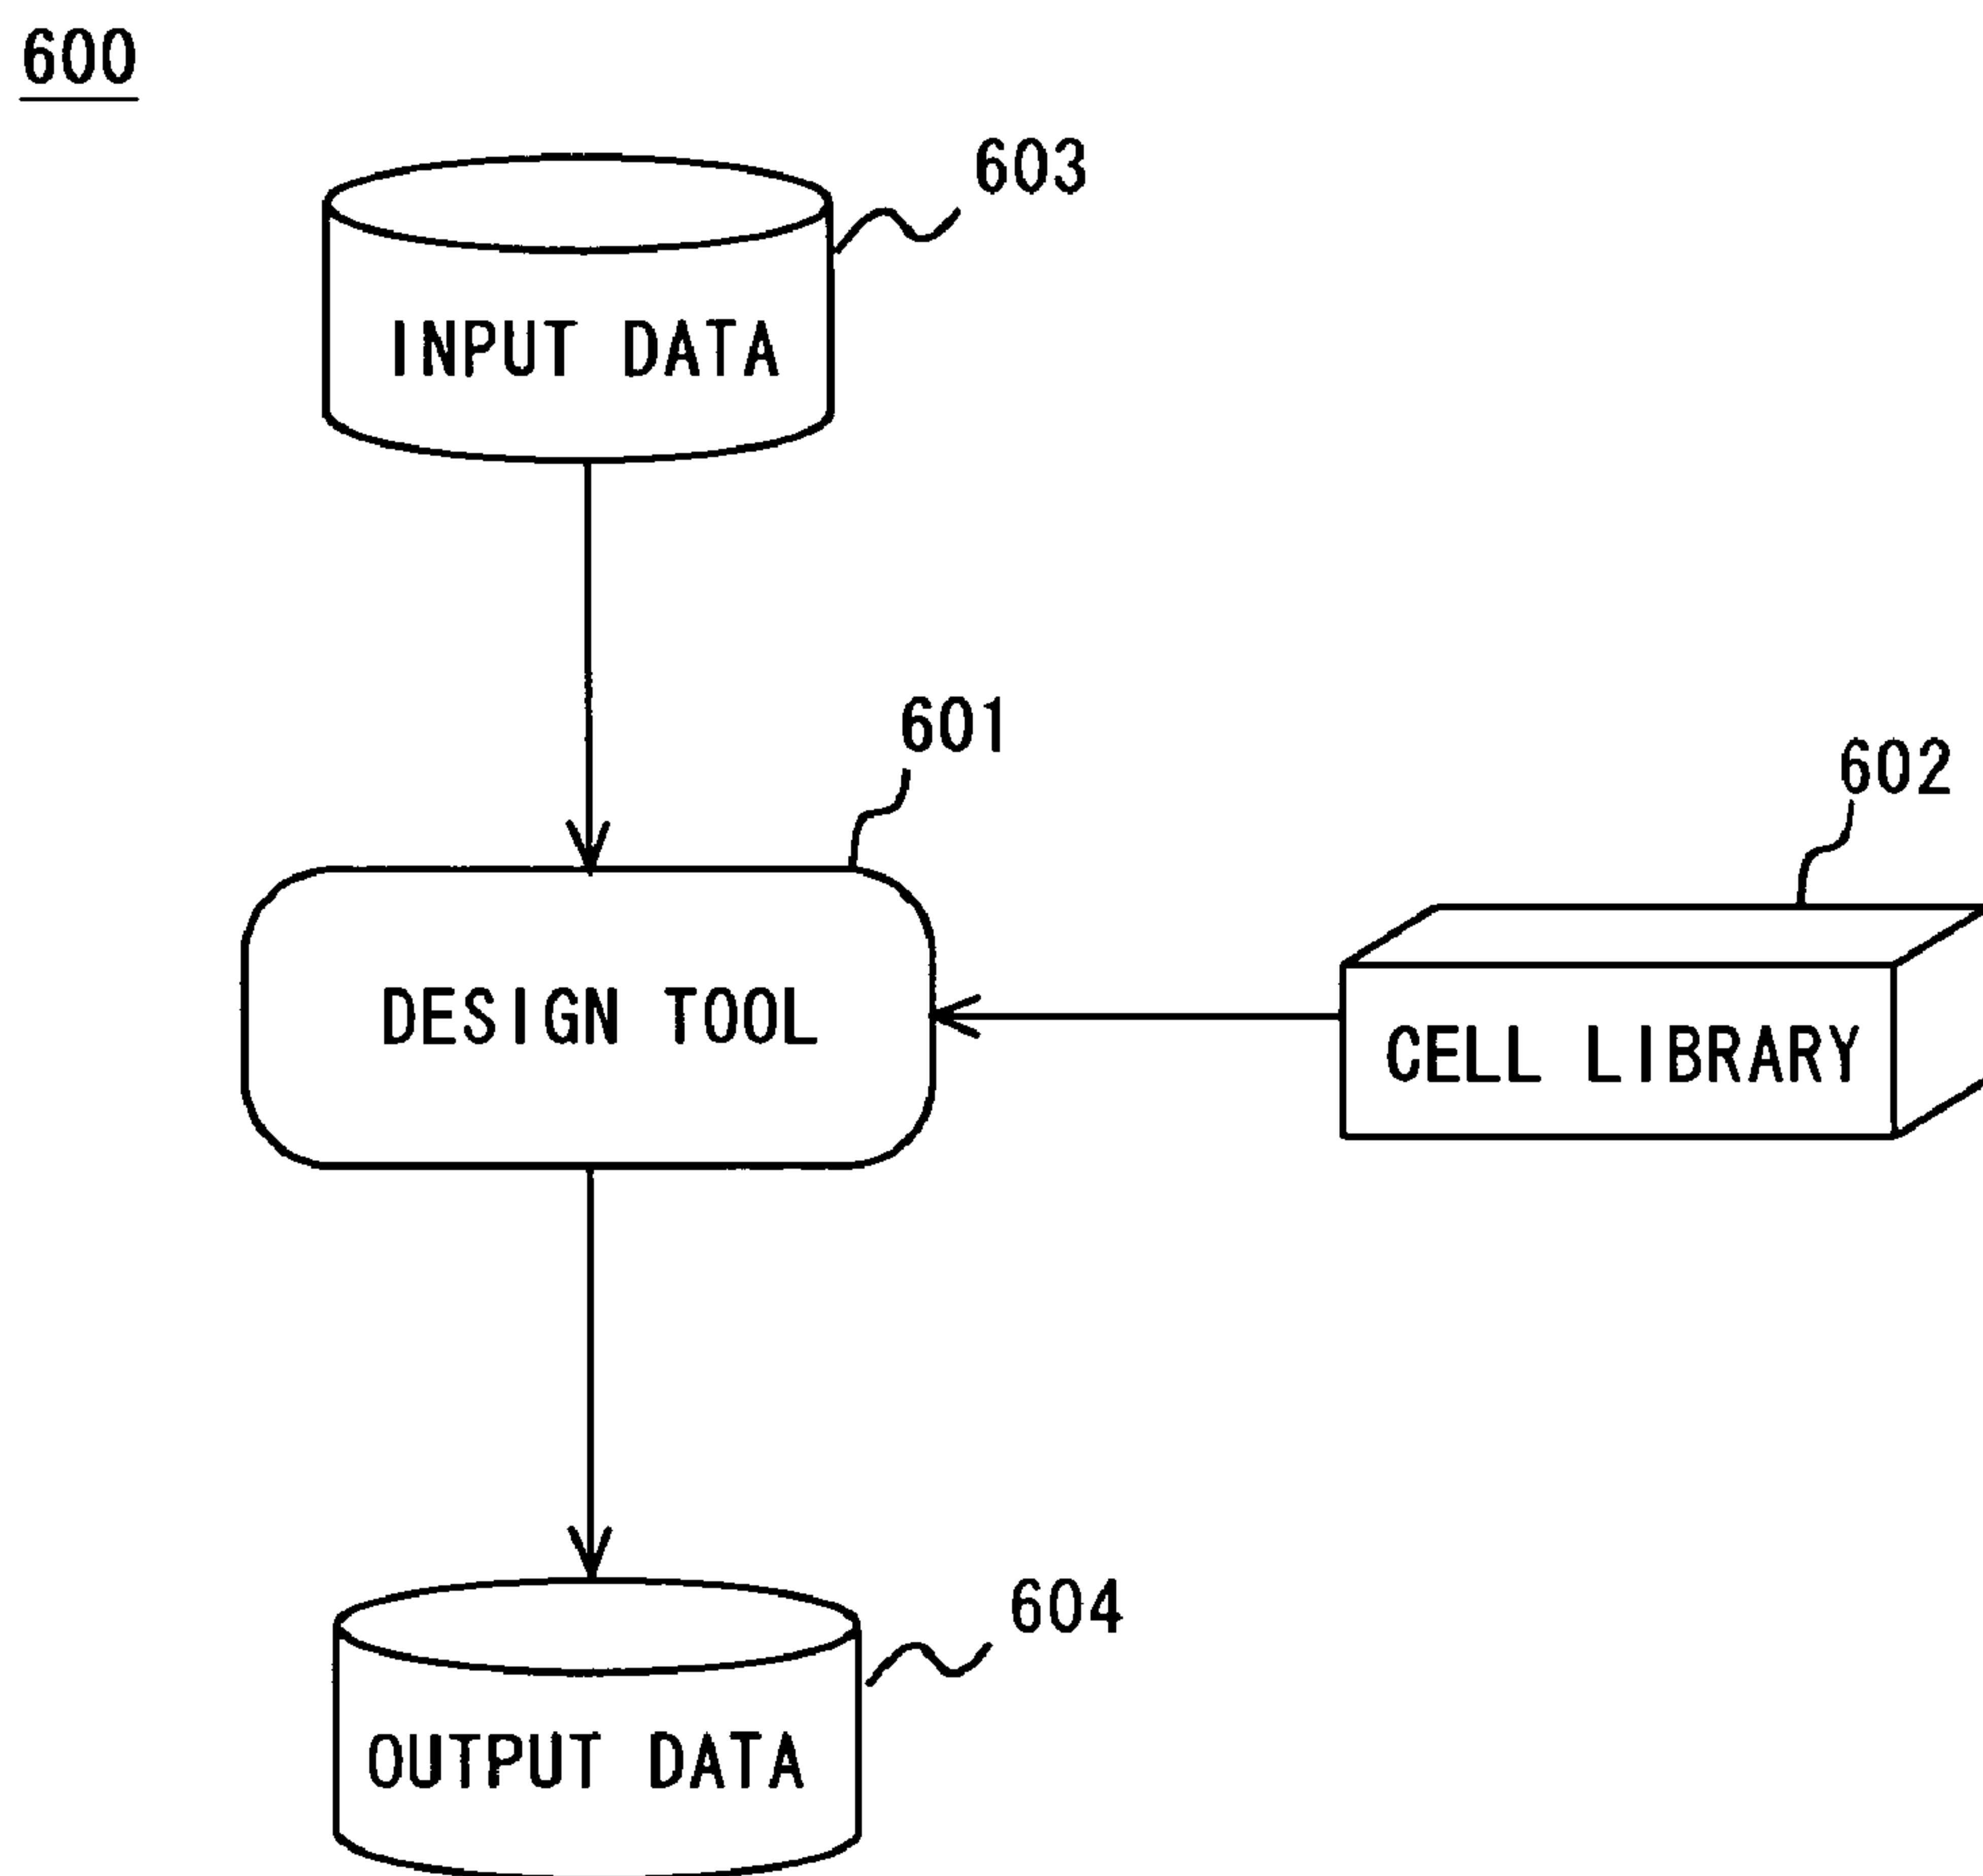 600
603
INPUT DATA
601
602
DESIGN TOOL
CELL LIBRARY
604
OUTPUT DATA